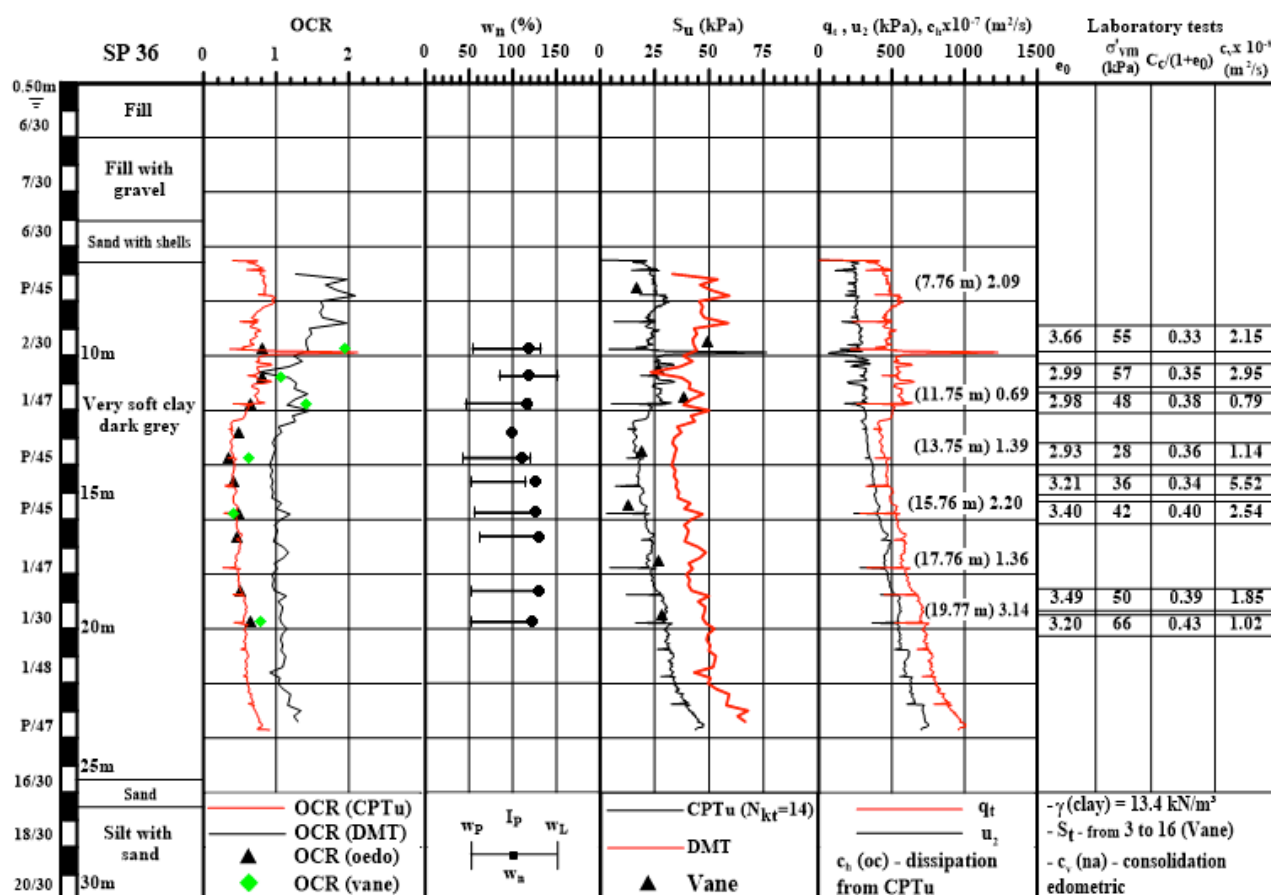 SP 36
OCR
0 1 2
wn (%)
0 50 100 150
Su (kPa)
0 25 50 75
qt , u2 (kPa), chx10-7 (m2/s)
0 500 1000 1500
Laboratory tests
e0 σ'vm (kPa) Cc/(1+e0) (m2/s)
0.50m
6/30
Fill
7/30
Fill with
gravel
6/30
Sand with shells
P/45
(7.76 m) 2.09
2/30
3.66 55 0.33 2.15
10m
2.99 57 0.35 2.95
1/47
Very soft clay
dark grey
(11.75 m) 0.69
2.98 48 0.38 0.79
P/45
(13.75 m) 1.39
2.93 28 0.36 1.14
15m
3.21 36 0.34 5.52
P/45
(15.76 m) 2.20
3.40 42 0.40 2.54
1/47
(17.76 m) 1.36
3.49 50 0.39 1.85
1/30
(19.77 m) 3.14
20m
3.20 66 0.43 1.02
1/48
P/47
25m
16/30
Sand
18/30
Silt with
sand
20/30
30m
OCR (CPTu)
OCR (DMT)
OCR (oedo)
OCR (vane)
IP
wP wL
wn
CPTu (Nkt=14)
DMT
Vane
qt
u2
ch (oc) - dissipation
from CPTu
-γ (clay) = 13.4 kN/m³
- St - from 3 to 16 (Vane)
- cv (na) - consolidation
edometric